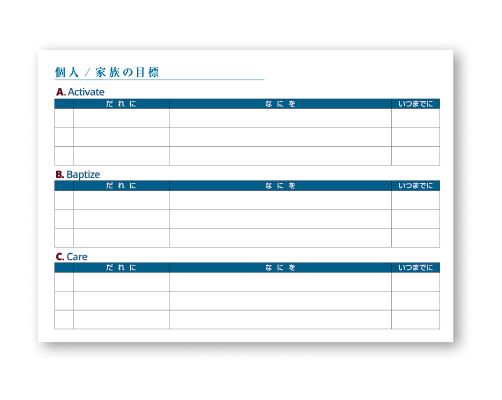 個人 / 家族の目標
A. Activate
だれに なにを いつまでに
B. Baptize
だれに なにを いつまでに
C. Care
だれに なにを いつまでに